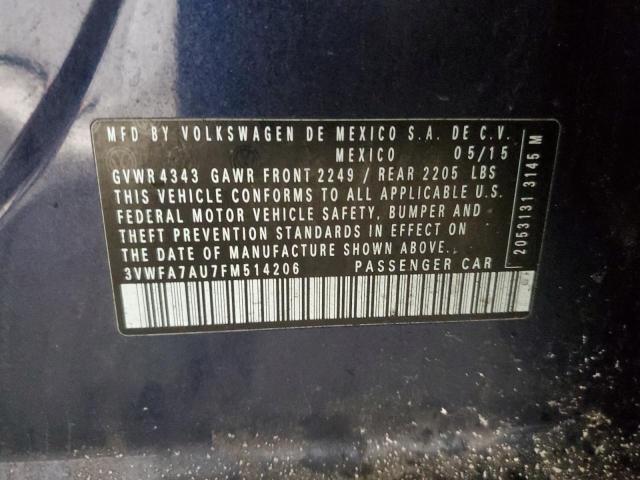 MFD BY VOLKSWAGEN DE MEXICO S.A. DE C.V.
MEXICO 05/15
GVWR 4343 GAWR FRONT 2249 / REAR 2205 LBS
THIS VEHICLE CONFORMS TO ALL APPLICABLE U.S.
FEDERAL MOTOR VEHICLE SAFETY, BUMPER AND
THEFT PREVENTION STANDARDS IN EFFECT ON
THE DATE OF MANUFACTURE SHOWN ABOVE.
3VWFA7AU7FM514206 PASSENGER CAR
2053131 3145 M